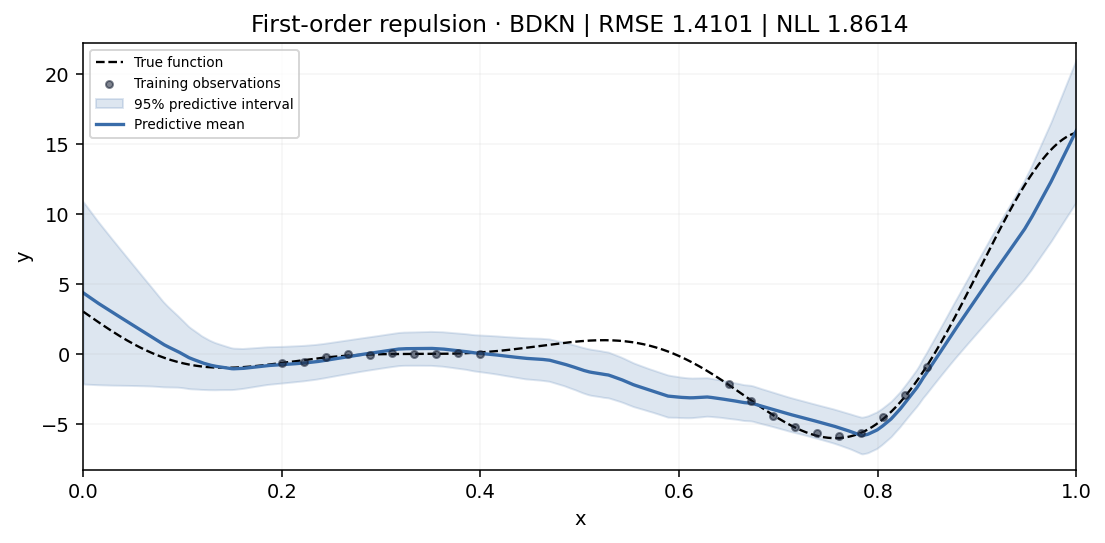 First-order repulsion · BDKN | RMSE 1.4101 | NLL 1.8614
True function
Training observations
95% predictive interval
Predictive mean
y
20
15
10
5
0
−5
0.0 0.2 0.4 0.6 0.8 1.0
x